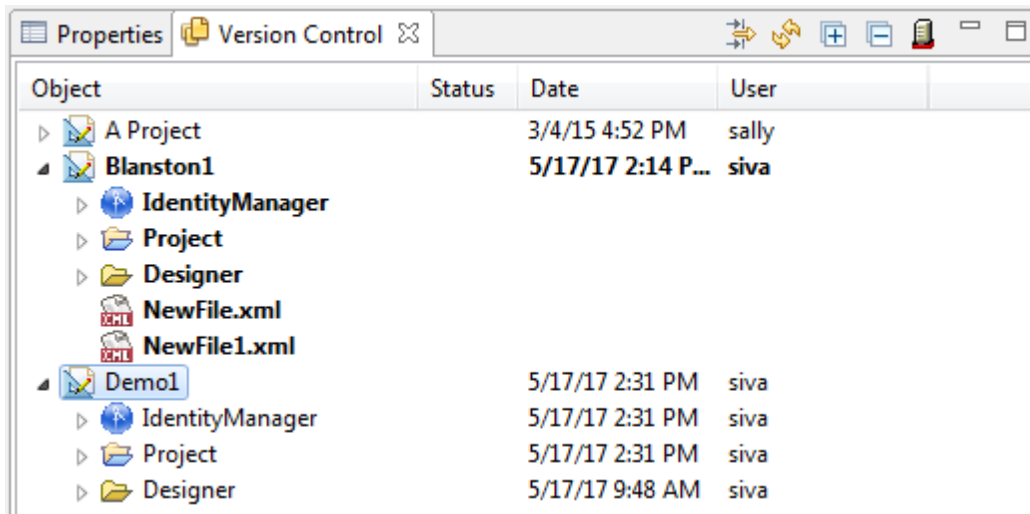 Properties Version Control
Object Status Date User
A Project 3/4/15 4:52 PM sally
Blanston1 5/17/17 2:14 P... siva
IdentityManager
Project
Designer
XML NewFile.xml
XML NewFile1.xml
Demo1 5/17/17 2:31 PM siva
IdentityManager 5/17/17 2:31 PM siva
Project 5/17/17 2:31 PM siva
Designer 5/17/17 9:48 AM siva